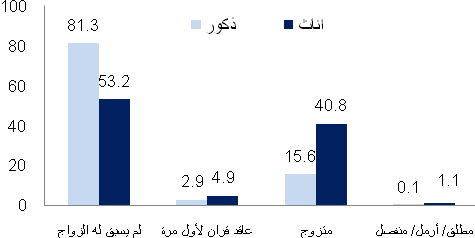 100
80
60
40
20
0
ذكور
اناث
81.3
53.2
2.9
4.9
15.6
40.8
0.1
1.1
لم يسبق له الزواج
عاقد قران لأول مرة
متزوج
مطلق/ أرمل/ منفصل